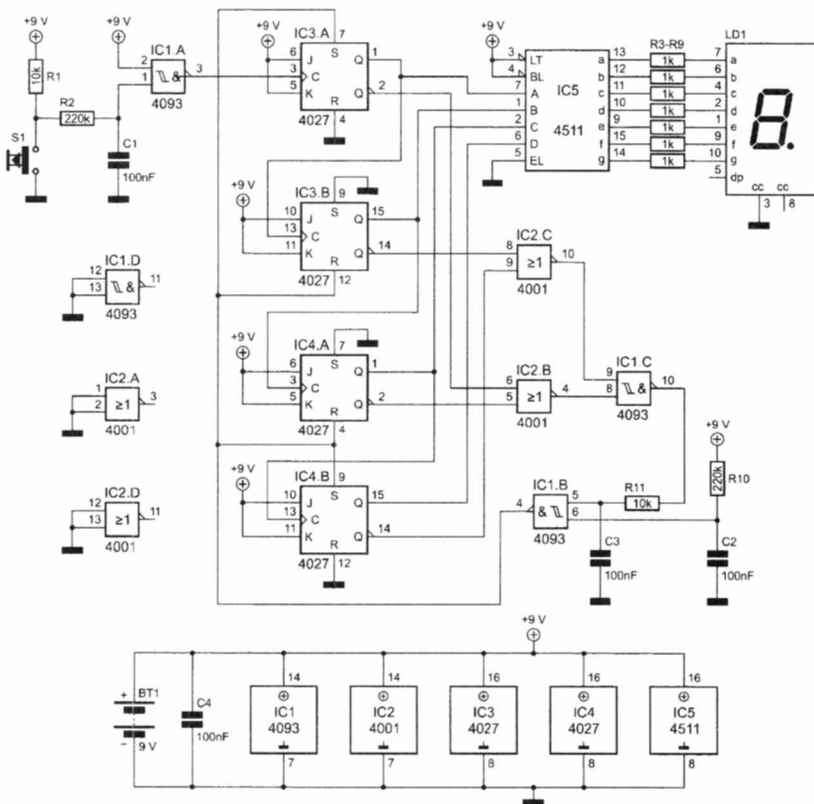 +9 V
R1
10k
R2
220k
S1
C1
100nF
+9 V
IC1.A
2
1
&
3
4093
+9 V
IC3.A
7
S
6
J
3
C
5
K
Q
1
Q
2
R
4
4027
+9 V
IC3.B
9
S
10
J
13
C
11
K
Q
15
Q
14
R
12
4027
+9 V
IC4.A
7
S
6
J
3
C
5
K
Q
1
Q
2
R
4
4027
+9 V
IC4.B
9
S
10
J
13
C
11
K
Q
15
Q
14
R
12
4027
IC1.D
12
13
&
11
4093
IC2.A
1
2
≥1
3
4001
IC2.D
12
13
≥1
11
4001
+9 V
3
LT
4
BL
7
A
1
B
2
C
6
D
5
EL
IC5
4511
a
13
b
12
c
11
d
10
e
9
f
15
g
14
R3-R9
1k
1k
1k
1k
1k
1k
1k
LD1
7
a
6
b
4
c
2
d
1
e
9
f
10
g
5
dp
8.
cc
cc
3
8
IC2.C
8
9
≥1
10
4001
IC2.B
6
5
≥1
4
4001
IC1.C
9
8
&
10
4093
IC1.B
4
&
5
6
4093
R11
10k
+9 V
220k
R10
C3
100nF
C2
100nF
+9 V
+
BT1
−
9 V
C4
100nF
14
IC1
4093
7
14
IC2
4001
7
16
IC3
4027
8
16
IC4
4027
8
16
IC5
4511
8